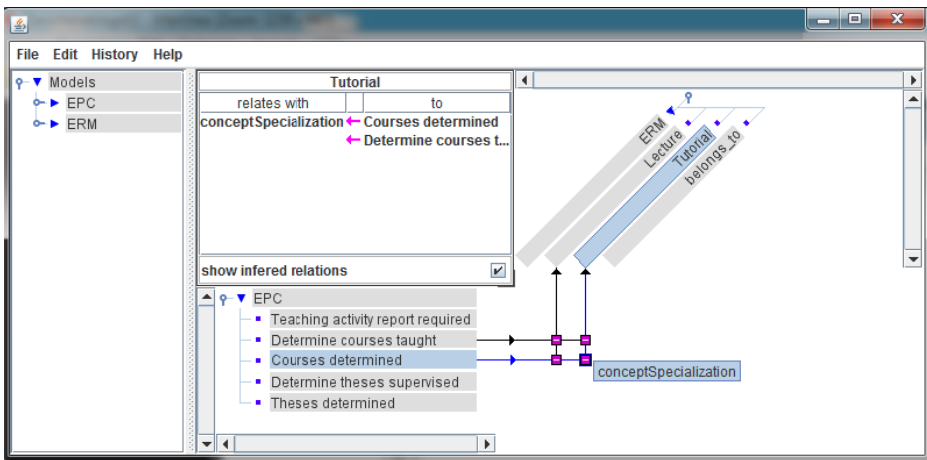 File Edit History Help
Models
EPC
ERM
Tutorial
relates with to
conceptSpecialization Courses determined
Determine courses t...
show infered relations
ERM
Lecture
Tutorial
belongs_to
EPC
Teaching activity report required
Determine courses taught
Courses determined
Determine theses supervised
Theses determined
conceptSpecialization